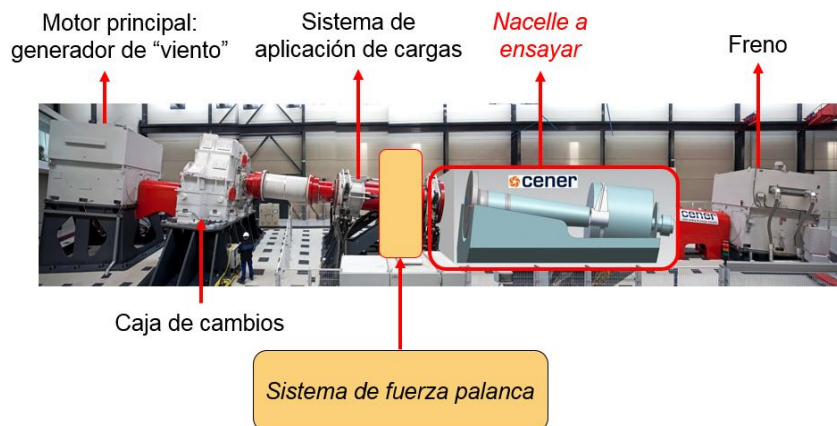 Motor principal:
generador de “viento”
Sistema de
aplicación de cargas
Nacelle a
ensayar
Freno
cener
cener
Caja de cambios
Sistema de fuerza palanca